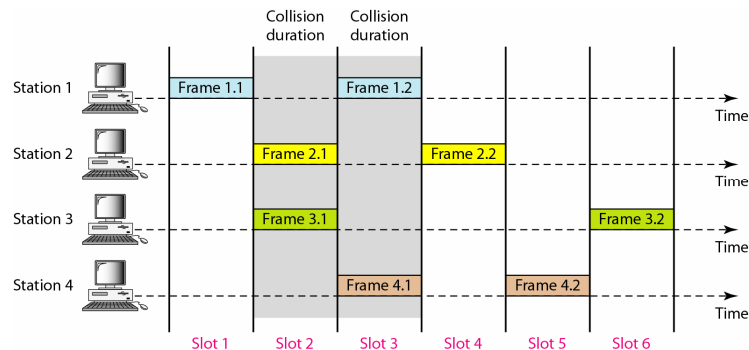 Collision duration
Collision duration
Station 1
Frame 1.1
Frame 1.2
Time
Station 2
Frame 2.1
Frame 2.2
Time
Station 3
Frame 3.1
Frame 3.2
Time
Station 4
Frame 4.1
Frame 4.2
Time
Slot 1
Slot 2
Slot 3
Slot 4
Slot 5
Slot 6